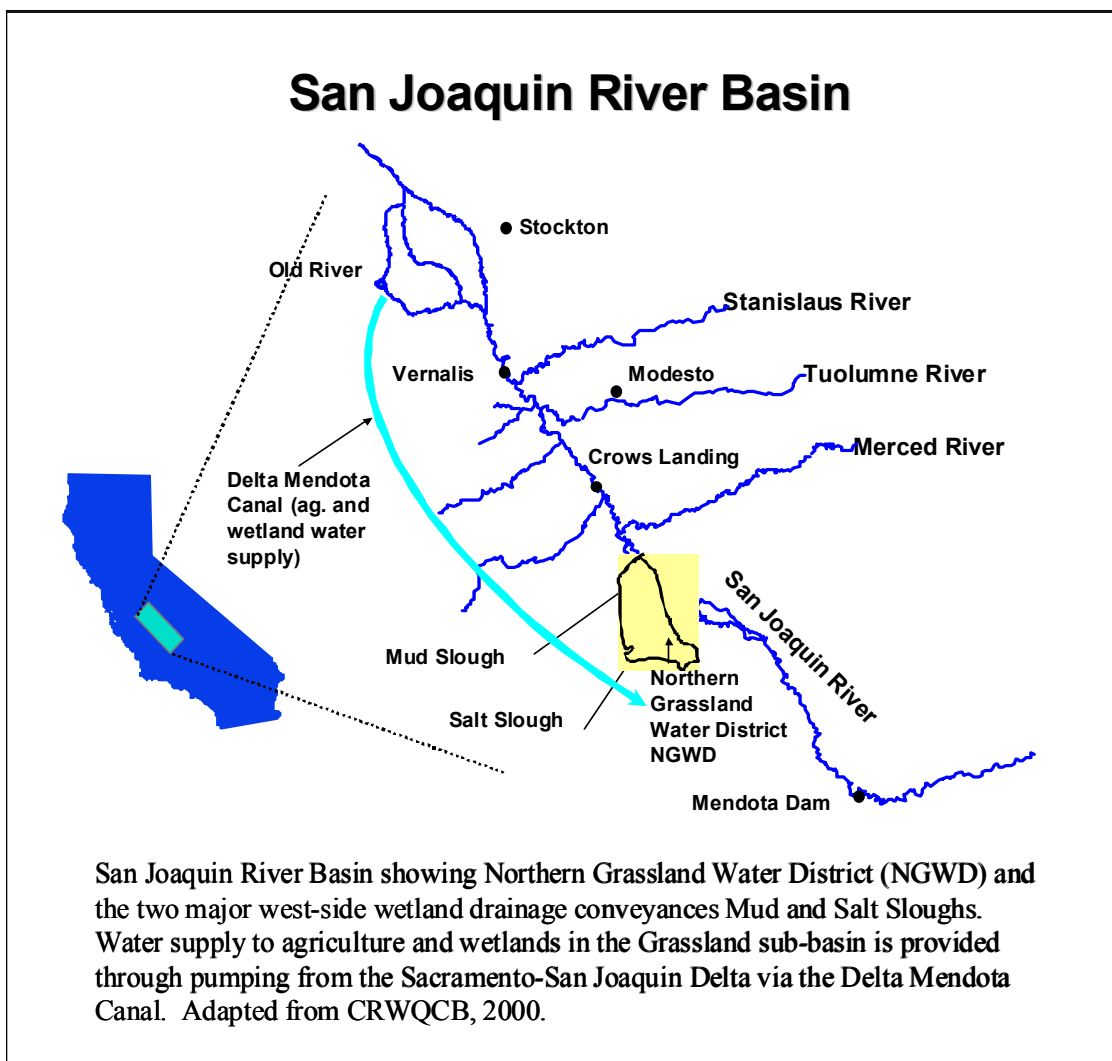 San Joaquin River Basin
Stockton
Old River
Stanislaus River
Vernalis
Modesto
Tuolumne River
Crows Landing
Merced River
Delta Mendota
Canal (ag. and
wetland water
supply)
San Joaquin River
Mud Slough
Northern
Grassland
Water District
NGWD
Salt Slough
Mendota Dam
San Joaquin River Basin showing Northern Grassland Water District (NGWD) and
the two major west-side wetland drainage conveyances Mud and Salt Sloughs.
Water supply to agriculture and wetlands in the Grassland sub-basin is provided
through pumping from the Sacramento-San Joaquin Delta via the Delta Mendota
Canal.  Adapted from CRWQCB, 2000.